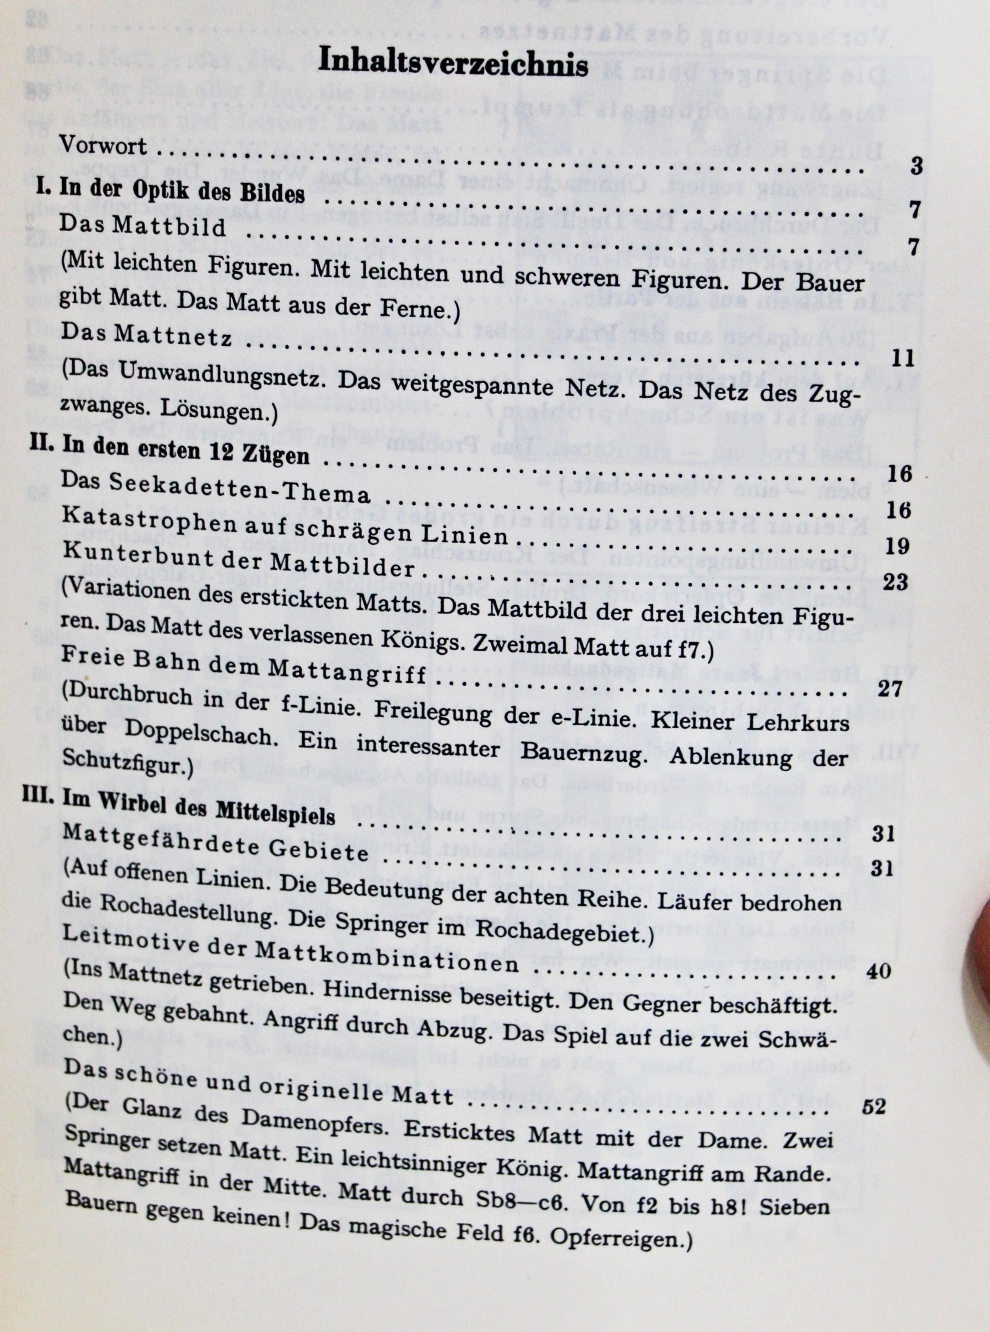 Inhaltsverzeichnis
Vorwort . . . . . . . . . . . . . . . . . . . . . . . . . . . . . . . . . . . . . . . . 3
I. In der Optik des Bildes . . . . . . . . . . . . . . . . . . . . . . . . . . . . . . 7
Das Mattbild . . . . . . . . . . . . . . . . . . . . . . . . . . . . . . . . . . . 7
(Mit leichten Figuren. Mit leichten und schweren Figuren. Der Bauer
gibt Matt. Das Matt aus der Ferne.)
Das Mattnetz . . . . . . . . . . . . . . . . . . . . . . . . . . . . . . . . . . . 11
(Das Umwandlungsnetz. Das weitgespannte Netz. Das Netz des Zug-
zwanges. Lösungen.)
II. In den ersten 12 Zügen . . . . . . . . . . . . . . . . . . . . . . . . . . . . . 16
Das Seekadetten-Thema . . . . . . . . . . . . . . . . . . . . . . . . . . 16
Katastrophen auf schrägen Linien . . . . . . . . . . . . . . . . . . 19
Kunterbunt der Mattbilder . . . . . . . . . . . . . . . . . . . . . . . . 23
(Variationen des erstickten Matts. Das Mattbild der drei leichten Figu-
ren. Das Matt des verlassenen Königs. Zweimal Matt auf f7.)
Freie Bahn dem Mattangriff . . . . . . . . . . . . . . . . . . . . . . . 27
(Durchbruch in der f-Linie. Freilegung der e-Linie. Kleiner Lehrkurs
über Doppelschach. Ein interessanter Bauernzug. Ablenkung der
Schutzfigur.)
III. Im Wirbel des Mittelspiels . . . . . . . . . . . . . . . . . . . . . . . . . . . 31
Mattgefährdete Gebiete . . . . . . . . . . . . . . . . . . . . . . . . . . 31
(Auf offenen Linien. Die Bedeutung der achten Reihe. Läufer bedrohen
die Rochadestellung. Die Springer im Rochadegebiet.)
Leitmotive der Mattkombinationen . . . . . . . . . . . . . . . . . 40
(Ins Mattnetz getrieben. Hindernisse beseitigt. Den Gegner beschäftigt.
Den Weg gebahnt. Angriff durch Abzug. Das Spiel auf die zwei Schwä-
chen.)
Das schöne und originelle Matt . . . . . . . . . . . . . . . . . . . . 52
(Der Glanz des Damenopfers. Ersticktes Matt mit der Dame. Zwei
Springer setzen Matt. Ein leichtsinniger König. Mattangriff am Rande.
Mattangriff in der Mitte. Matt durch Sb8—c6. Von f2 bis h8! Sieben
Bauern gegen keinen! Das magische Feld f6. Opferreigen.)